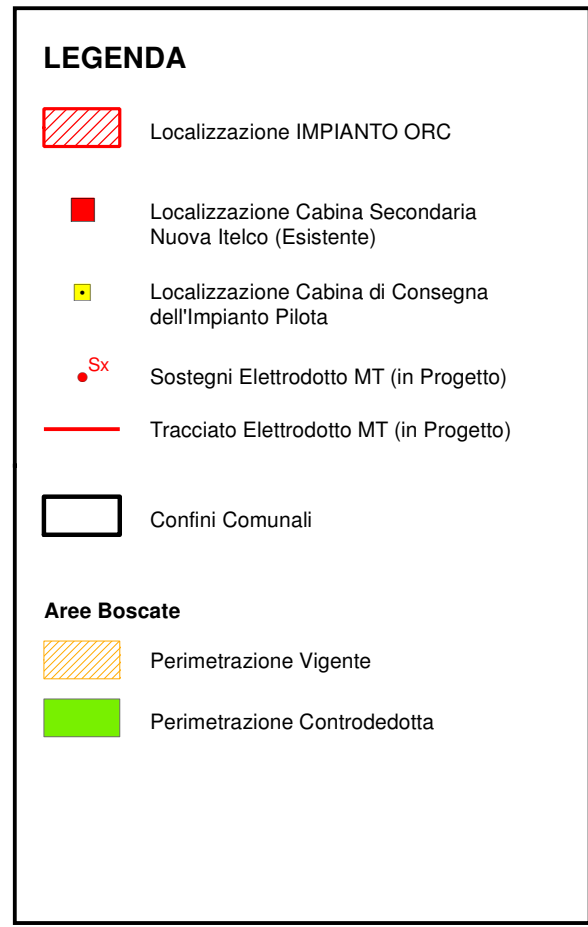 LEGENDA
Localizzazione IMPIANTO ORC
Localizzazione Cabina Secondaria
Nuova Itelco (Esistente)
Localizzazione Cabina di Consegna
dell'Impianto Pilota
Sx
Sostegni Elettrodotto MT (in Progetto)
Tracciato Elettrodotto MT (in Progetto)
Confini Comunali
Aree Boscate
Perimetrazione Vigente
Perimetrazione Controdedotta